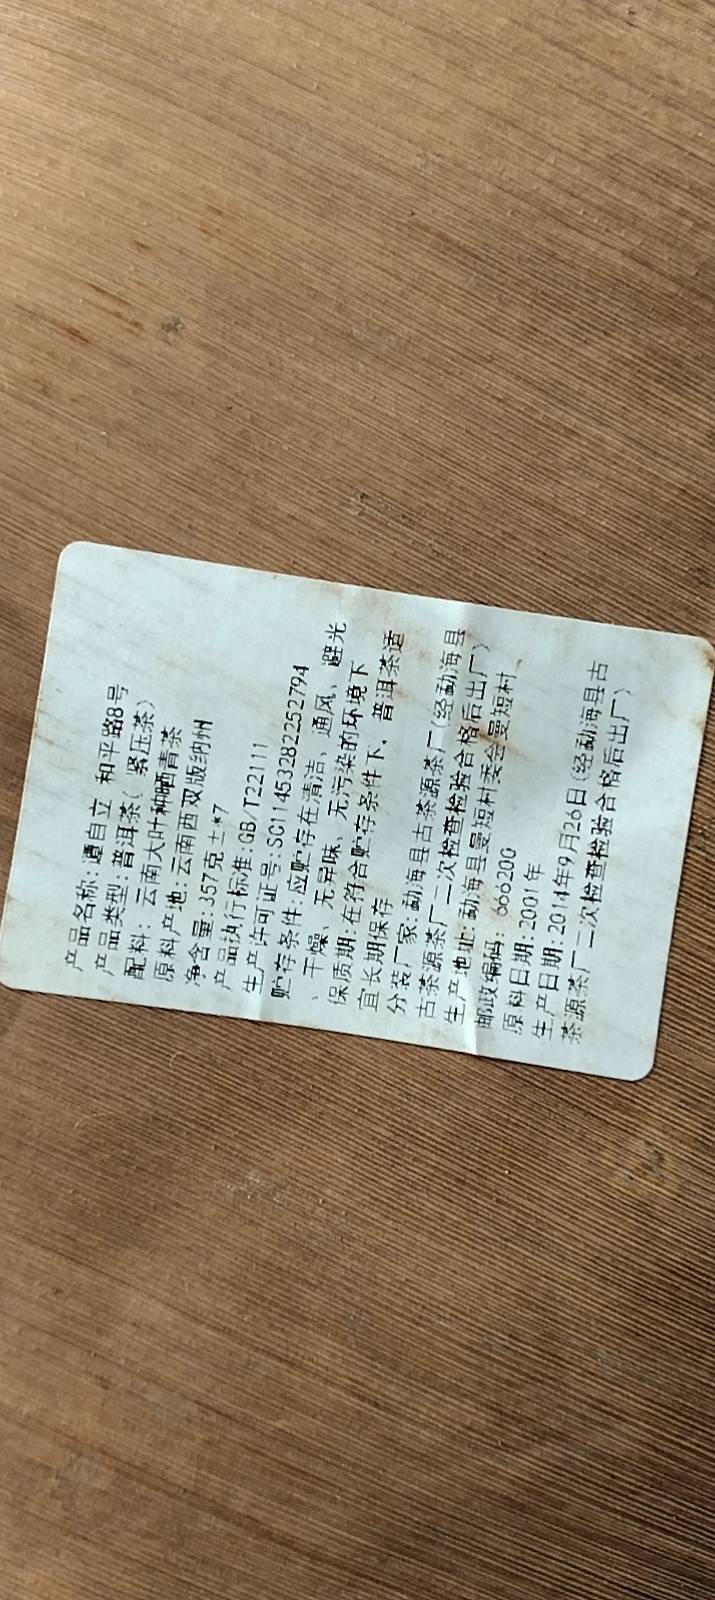 产品名称:遵自立 和平路8号
产品类型:普洱茶( 紧压茶)
配料: 云南大叶种晒青茶
原料产地:云南西双版纳州
净含量:357克±*7
产品执行标准:GB/T22111
生产许可证号:SC11453282252794
贮存条件:应贮存在清洁、通风、避光
、干燥、无异味、无污染的环境下
保质期:在符合贮存条件下,普洱茶适
宜长期保存
分装厂家:勐海县古茶源茶厂(经勐海县
古茶源茶厂二次检查检验合格后出厂)
生产地址:勐海县曼短村委会曼短村
邮政编码: 666200
原料日期:2001年
生产日期:2014年9月26日(经勐海县古
茶源茶厂二次检查检验合格后出厂)